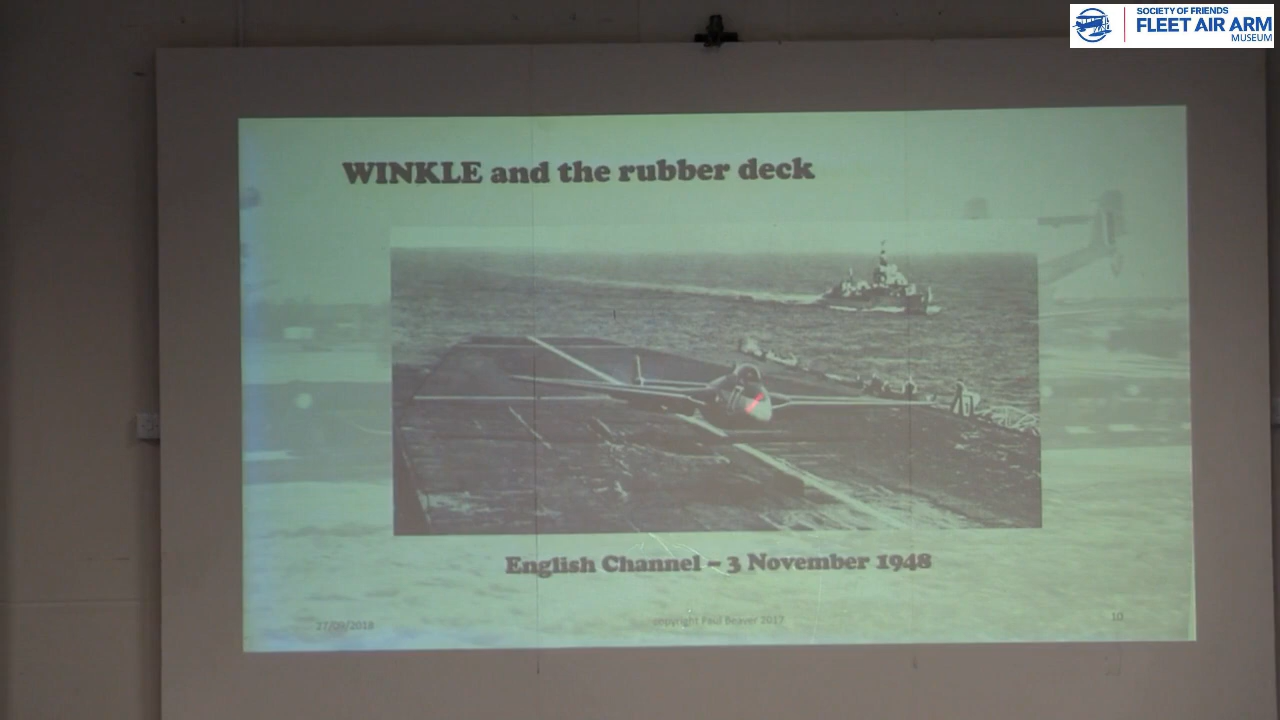 SOCIETY OF FRIENDS
FLEET AIR ARM
MUSEUM
WINKLE and the rubber deck
English Channel – 3 November 1948
27/09/2018
copyright Paul Beaver 2017
10